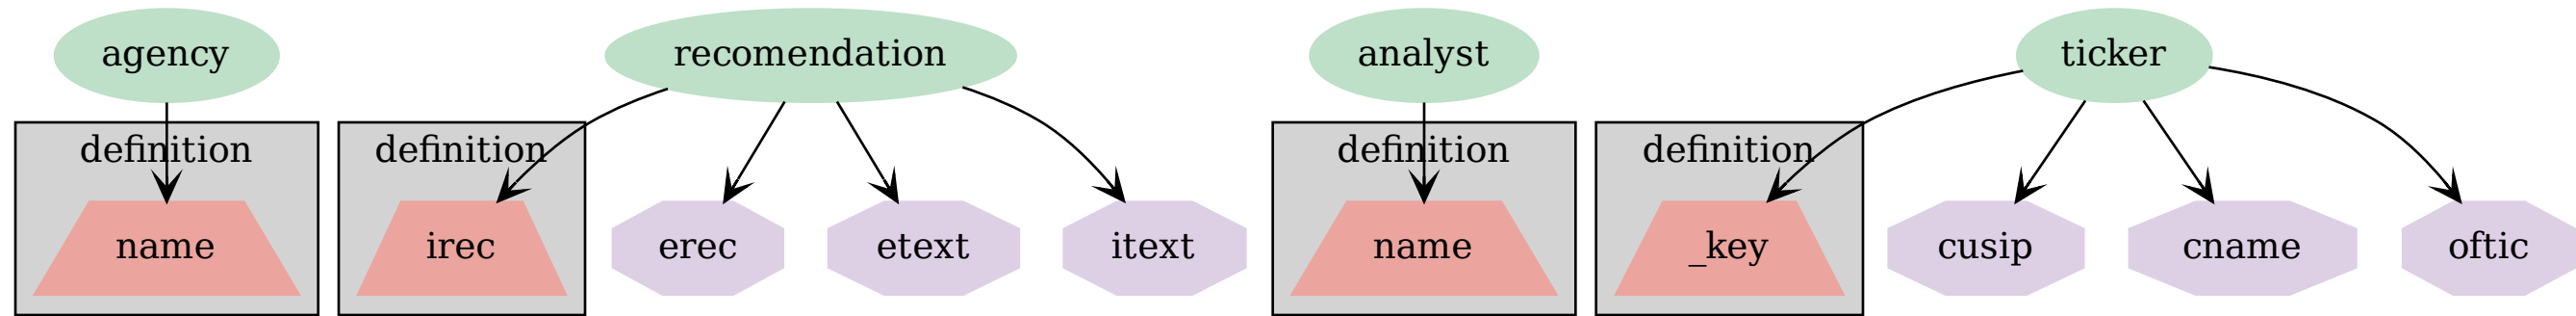 agency
recomendation
analyst
ticker
definition
definition
definition
definition
name
irec
erec
etext
itext
name
_key
cusip
cname
oftic